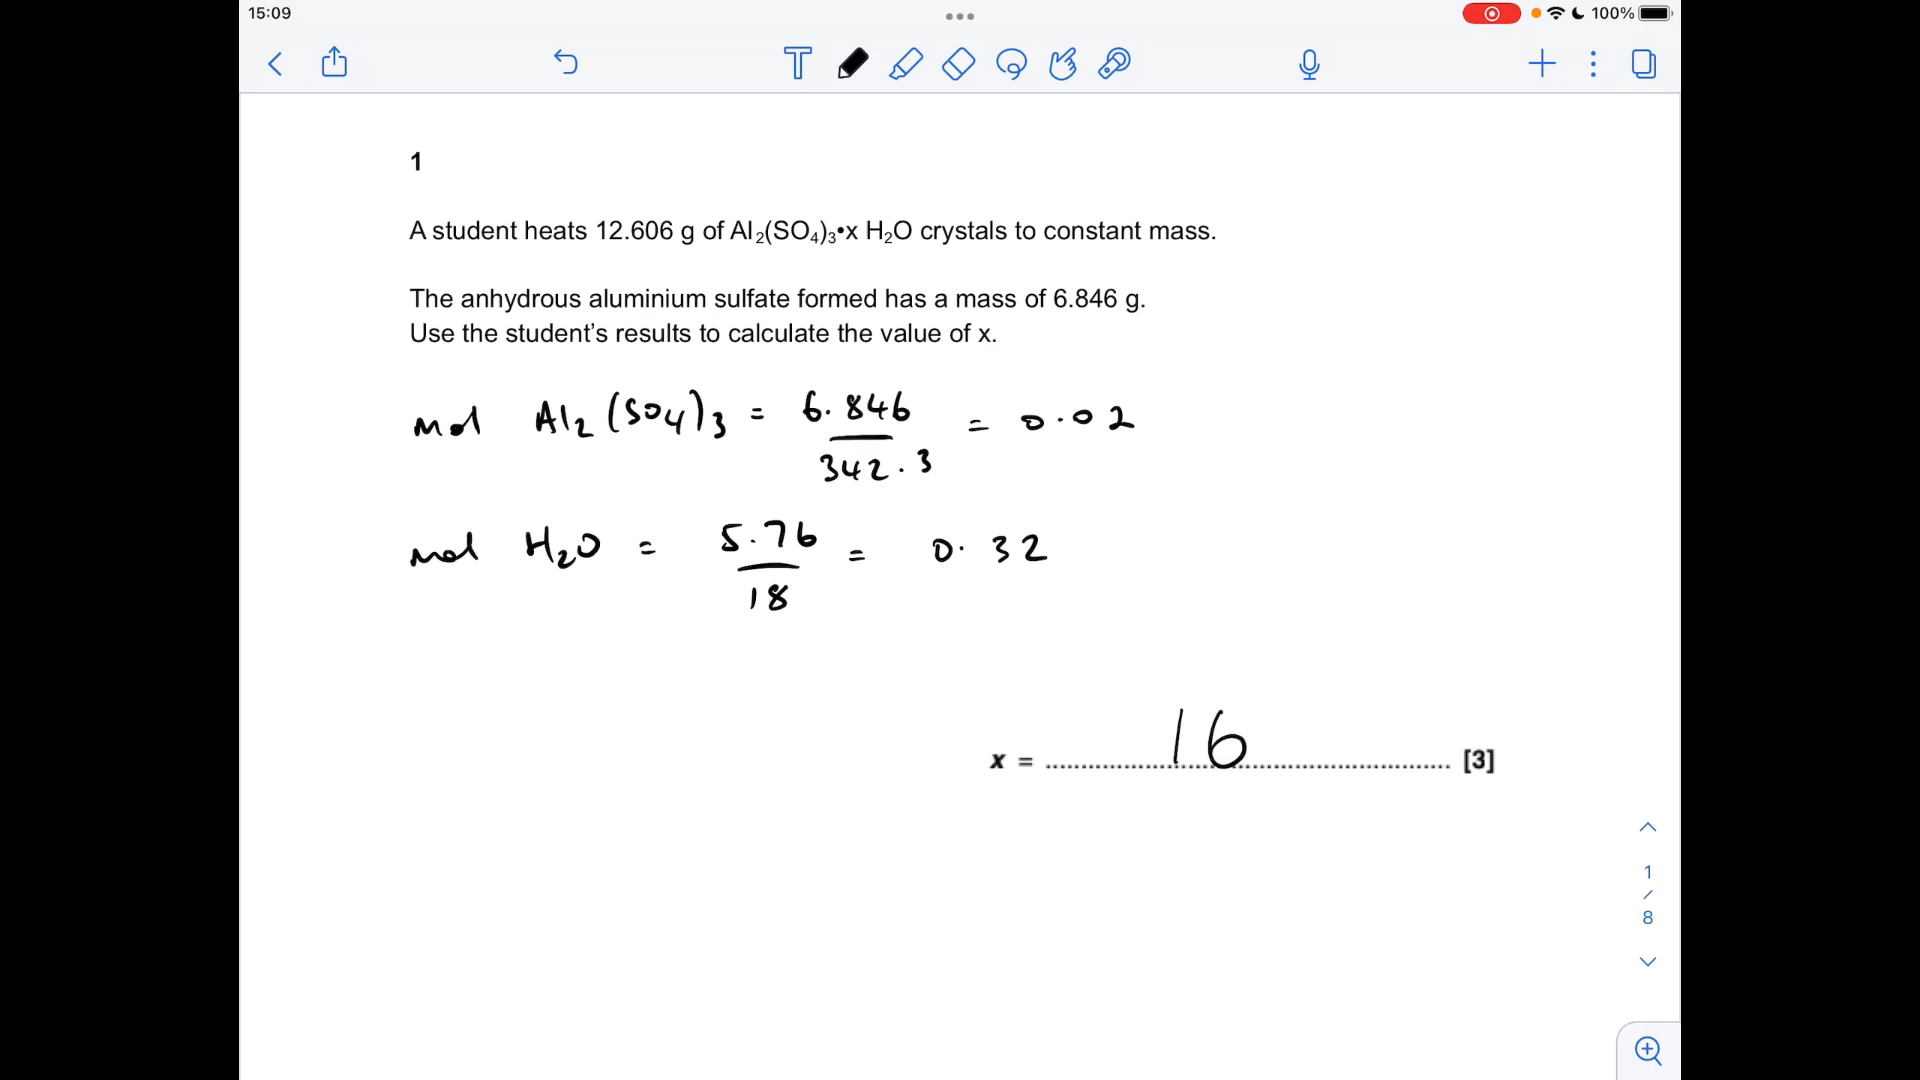 15:09
100%
1
A student heats 12.606 g of Al₂(SO₄)₃•x H₂O crystals to constant mass.
The anhydrous aluminium sulfate formed has a mass of 6.846 g.
Use the student’s results to calculate the value of x.
mol Al₂(SO₄)₃ = 6.846 / 342.3 = 0.02
mol H₂O = 5.76 / 18 = 0.32
x = 16 [3]
1 / 8